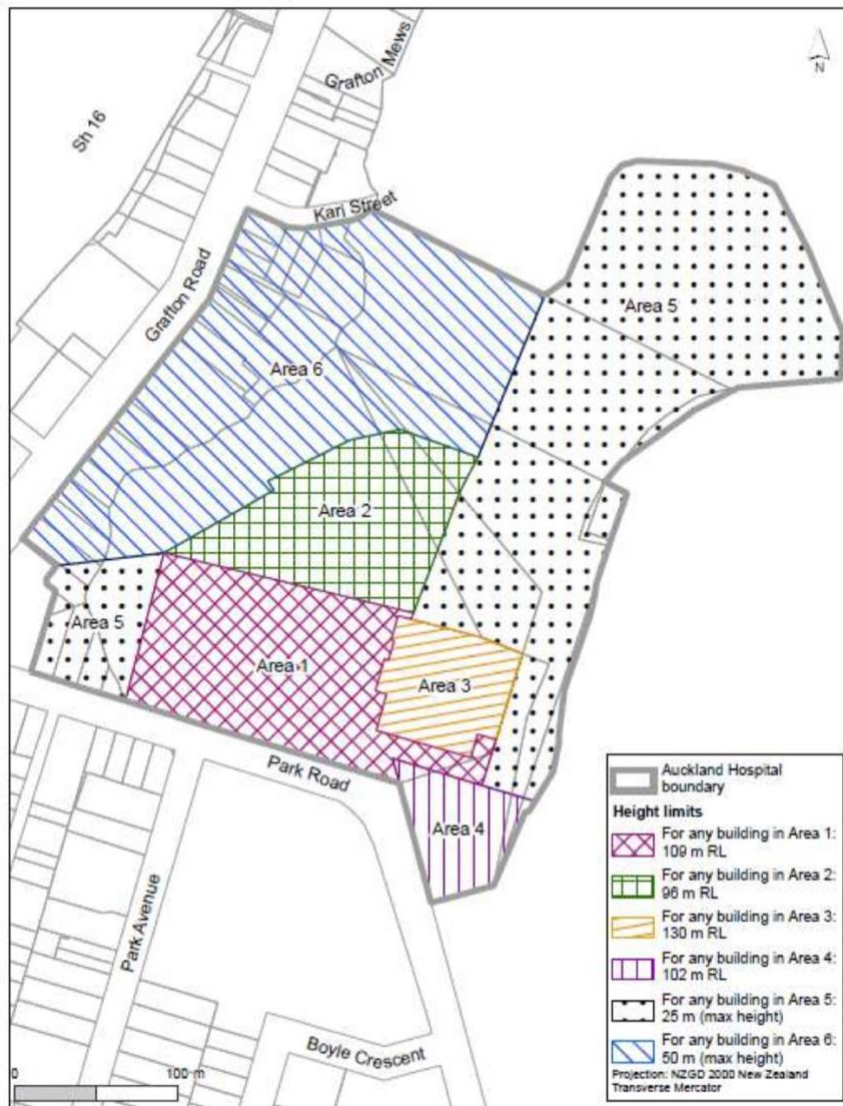 Grafton Mews
N
Sh 16
Kari Street
Grafton Road
Area 5
Area 6
Area 2
Area 5
Area 1
Area 3
Park Road
Area 4
Park Avenue
Boyle Crescent
0
100 m
Auckland Hospital
boundary
Height limits
For any building in Area 1:
109 m RL
For any building in Area 2:
96 m RL
For any building in Area 3:
130 m RL
For any building in Area 4:
102 m RL
For any building in Area 5:
25 m (max height)
For any building in Area 6:
50 m (max height)
Projection: NZGD 2000 New Zealand
Transverse Mercator